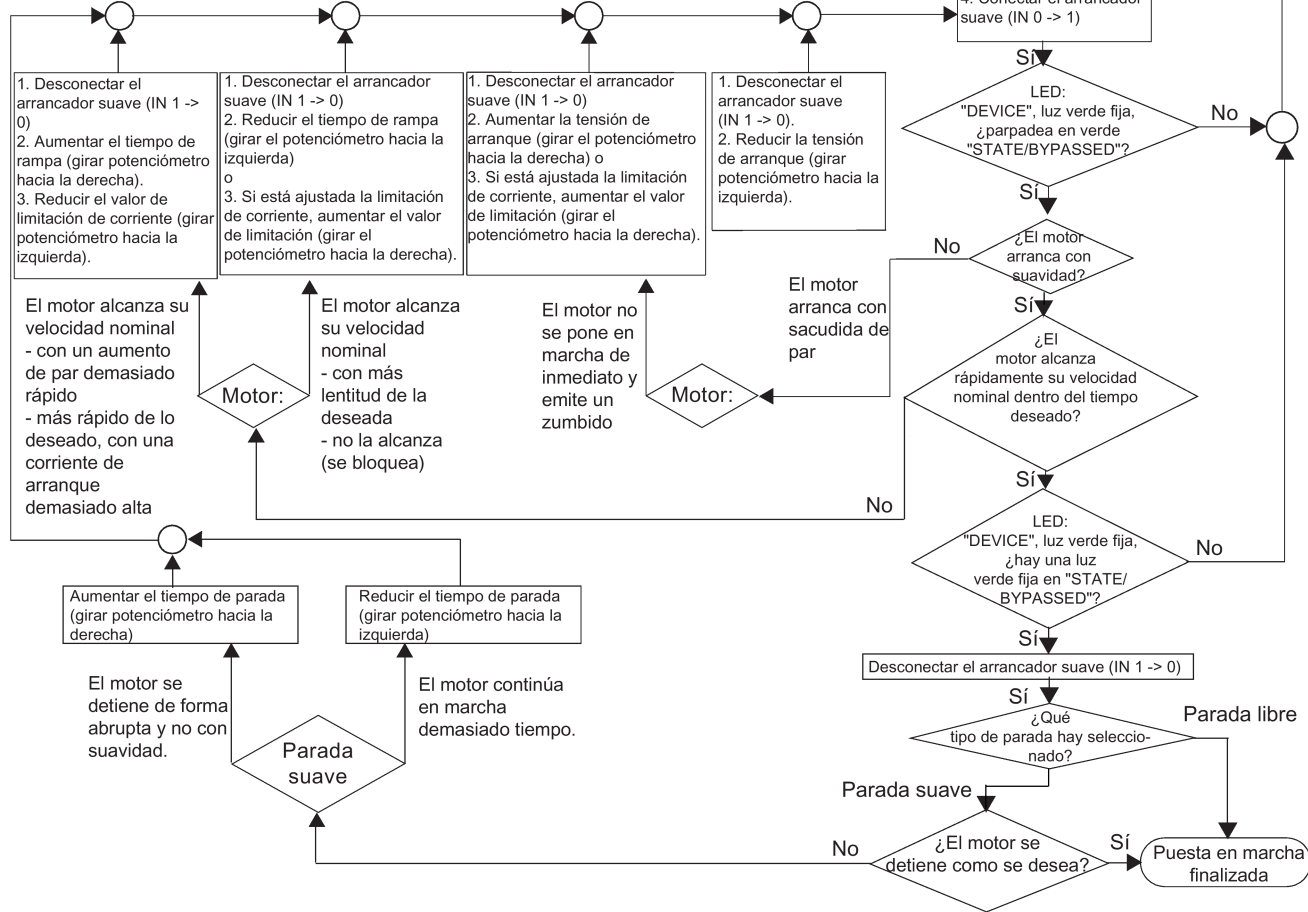 4. Conectar el arrancador
suave (IN 0 -> 1)
Sí
1. Desconectar el
arrancador suave (IN 1 ->
0)
2. Aumentar el tiempo de
rampa (girar potenciómetro
hacia la derecha).
3. Reducir el valor de
limitación de corriente (girar
potenciómetro hacia la
izquierda).
1. Desconectar el arrancador
suave (IN 1 -> 0)
2. Reducir el tiempo de rampa
(girar el potenciómetro hacia la
izquierda)
o
3. Si está ajustada la limitación
de corriente, aumentar el valor
de limitación (girar el
potenciómetro hacia la derecha).
1. Desconectar el arrancador
suave (IN 1 -> 0)
2. Aumentar la tensión de
arranque (girar el potenciómetro
hacia la derecha) o
3. Si está ajustada la limitación
de corriente, aumentar el valor
de limitación (girar el
potenciómetro hacia la derecha).
1. Desconectar el
arrancador suave
(IN 1 -> 0).
2. Reducir la tensión
de arranque (girar
potenciómetro hacia la
izquierda).
LED:
"DEVICE", luz verde fija,
¿parpadea en verde
"STATE/BYPASSED"?
No
Sí
¿El motor
arranca con
suavidad?
No
Sí
El motor alcanza su
velocidad nominal
- con un aumento
de par demasiado
rápido
- más rápido de lo
deseado, con una
corriente de
arranque
demasiado alta
Motor:
El motor alcanza
su velocidad
nominal
- con más
lentitud de la
deseada
- no la alcanza
(se bloquea)
El motor no
se pone en
marcha de
inmediato y
emite un
zumbido
Motor:
El motor
arranca con
sacudida de
par
¿El
motor alcanza
rápidamente su velocidad
nominal dentro del tiempo
deseado?
No
Sí
LED:
"DEVICE", luz verde fija,
¿hay una luz
verde fija en "STATE/
BYPASSED"?
No
Sí
Aumentar el tiempo de parada
(girar potenciómetro hacia la
derecha)
Reducir el tiempo de parada
(girar potenciómetro hacia la
izquierda)
Desconectar el arrancador suave (IN 1 -> 0)
Sí
El motor se
detiene de forma
abrupta y no con
suavidad.
Parada
suave
El motor continúa
en marcha
demasiado tiempo.
¿Qué
tipo de parada hay seleccio-
nado?
Parada libre
Parada suave
¿El motor se
detiene como se desea?
No
Sí
Puesta en marcha
finalizada